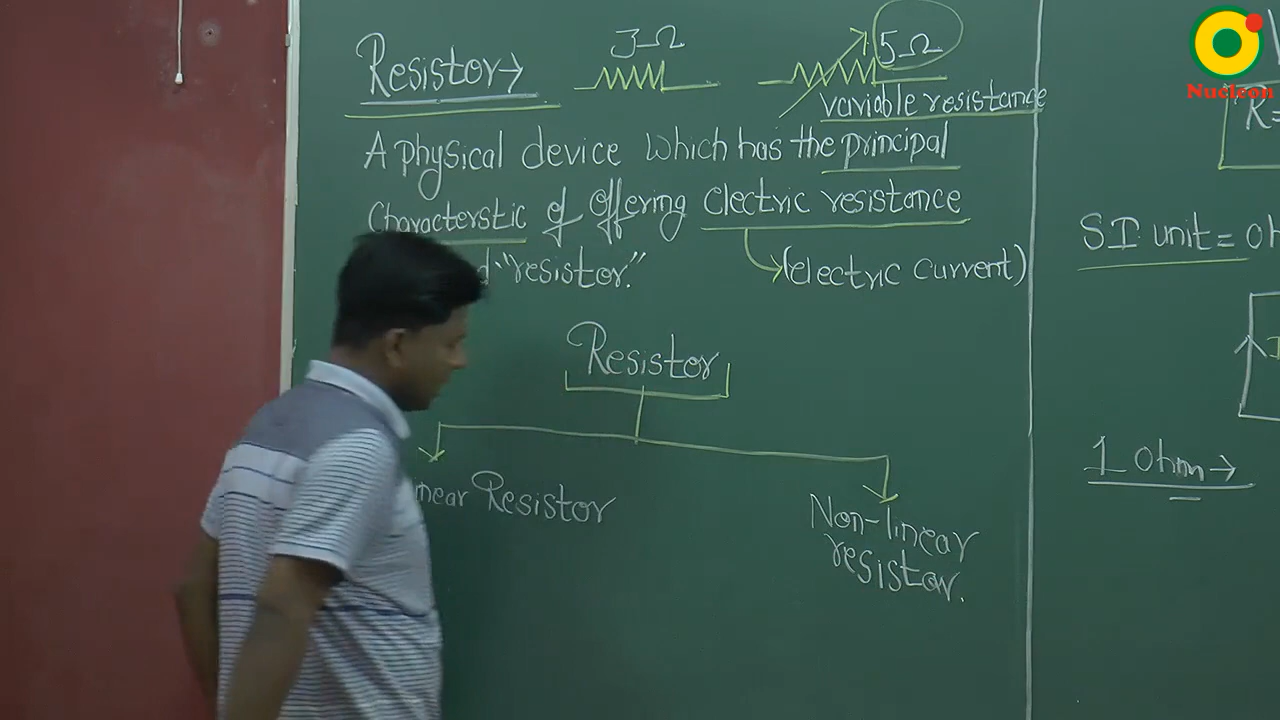 Resistor→ 3Ω 5Ω
variable resistance
A physical device which has the principal
Characterstic of offering electric resistance
"resistor." (electric current)
Resistor
Resistor
Non-linear
resistor.
Nucleon
R=
SI unit =
1 Ohm →